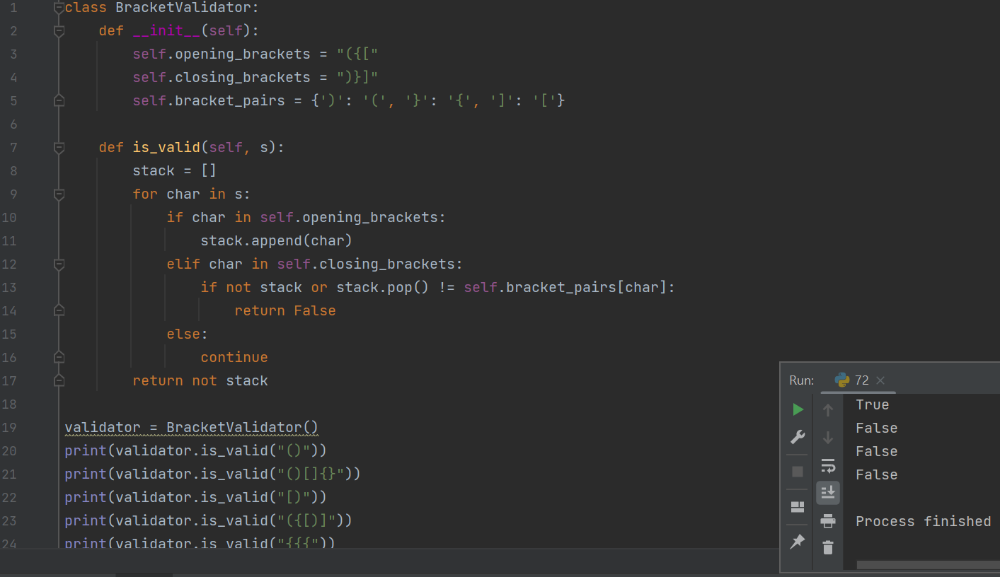 1 class BracketValidator:
2 def __init__(self):
3 self.opening_brackets = "({["
4 self.closing_brackets = ")}]"
5 self.bracket_pairs = {')': '(', '}': '{', ']': '['}
6
7 def is_valid(self, s):
8 stack = []
9 for char in s:
10 if char in self.opening_brackets:
11 stack.append(char)
12 elif char in self.closing_brackets:
13 if not stack or stack.pop() != self.bracket_pairs[char]:
14 return False
15 else:
16 continue
17 return not stack
18
19 validator = BracketValidator()
20 print(validator.is_valid("()"))
21 print(validator.is_valid("()[]{}"))
22 print(validator.is_valid("[)"))
23 print(validator.is_valid("({[)]"))
24 print(validator.is_valid("{{{"))
Run: 72
True
False
False
False
Process finished